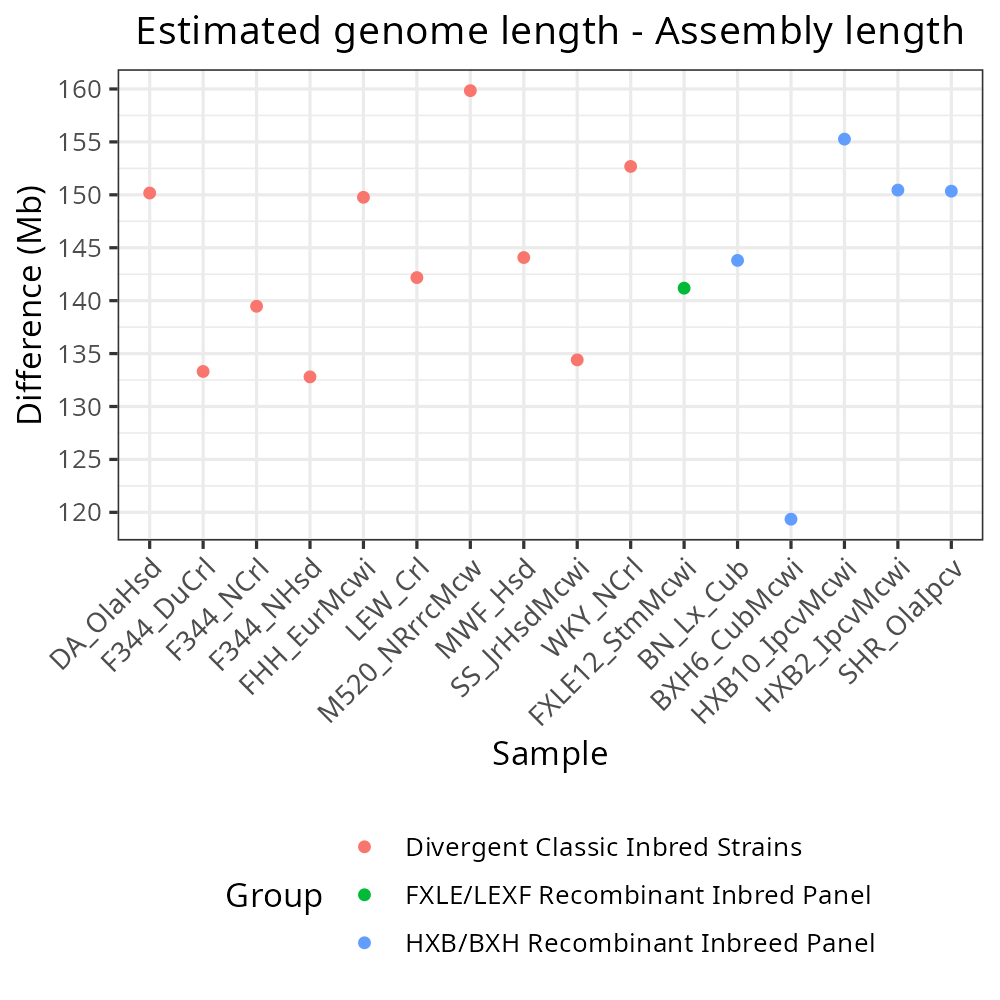 Estimated genome length - Assembly length
Difference (Mb)
160
155
150
145
140
135
130
125
120
DA_OlaHsd
F344_DuCrl
F344_NCrl
F344_NHsd
FHH_EurMcwi
LEW_Crl
M520_NRrrcMcw
MWF_Hsd
SS_JrHsdMcwi
WKY_NCrl
FXLE12_StmMcwi
BN_Lx_Cub
BXH6_CubMcwi
HXB10_IpcvMcwi
HXB2_IpcvMcwi
SHR_OlaIpcv
Sample
Group
Divergent Classic Inbred Strains
FXLE/LEXF Recombinant Inbred Panel
HXB/BXH Recombinant Inbreed Panel